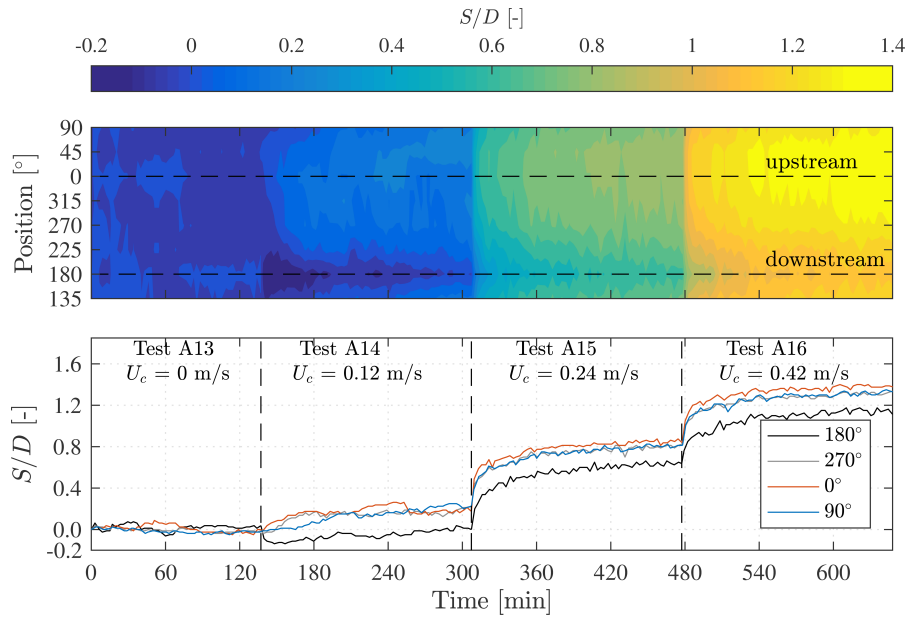 S/D [-]
-0.2 0 0.2 0.4 0.6 0.8 1 1.2 1.4
Position [°]
90
45
0
315
270
225
180
135
upstream
downstream
S/D [-]
1.6
1.2
0.8
0.4
0.0
-0.2
Test A13
U_c = 0 m/s
Test A14
U_c = 0.12 m/s
Test A15
U_c = 0.24 m/s
Test A16
U_c = 0.42 m/s
180°
270°
0°
90°
0 60 120 180 240 300 360 420 480 540 600
Time [min]